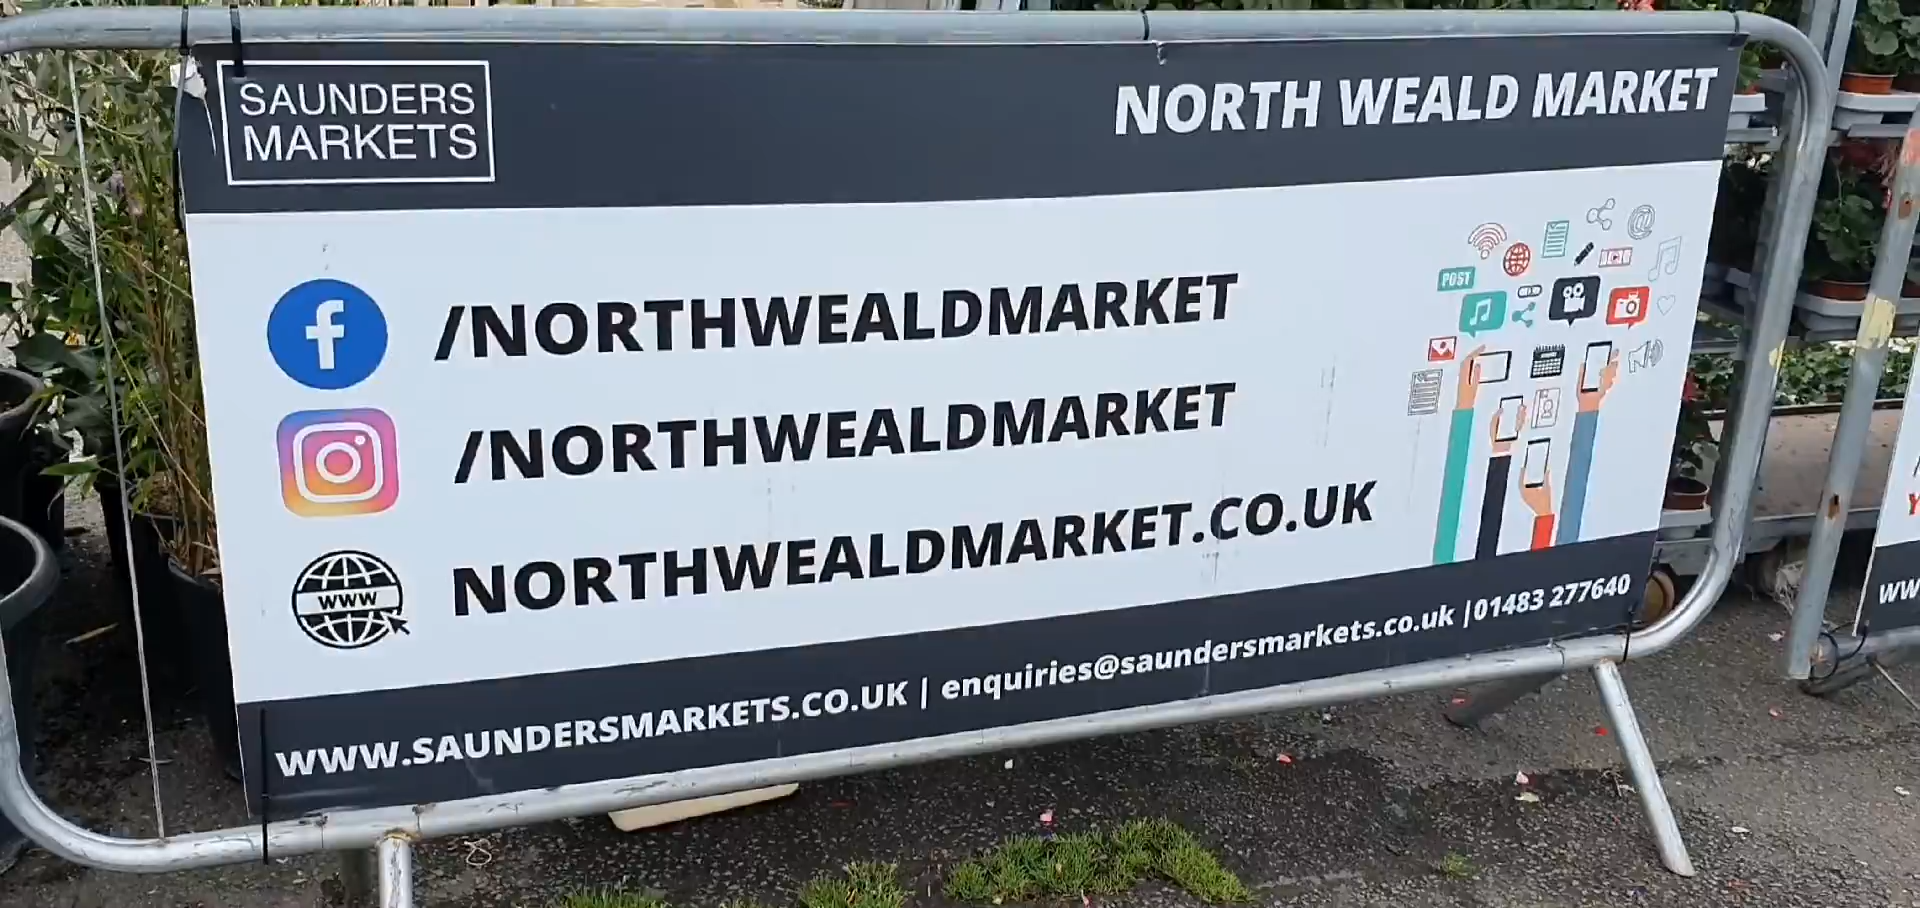 SAUNDERS
MARKETS
NORTH WEALD MARKET
/NORTHWEALDMARKET
/NORTHWEALDMARKET
WWW
NORTHWEALDMARKET.CO.UK
POST
WWW.SAUNDERSMARKETS.CO.UK | enquiries@saundersmarkets.co.uk |01483 277640